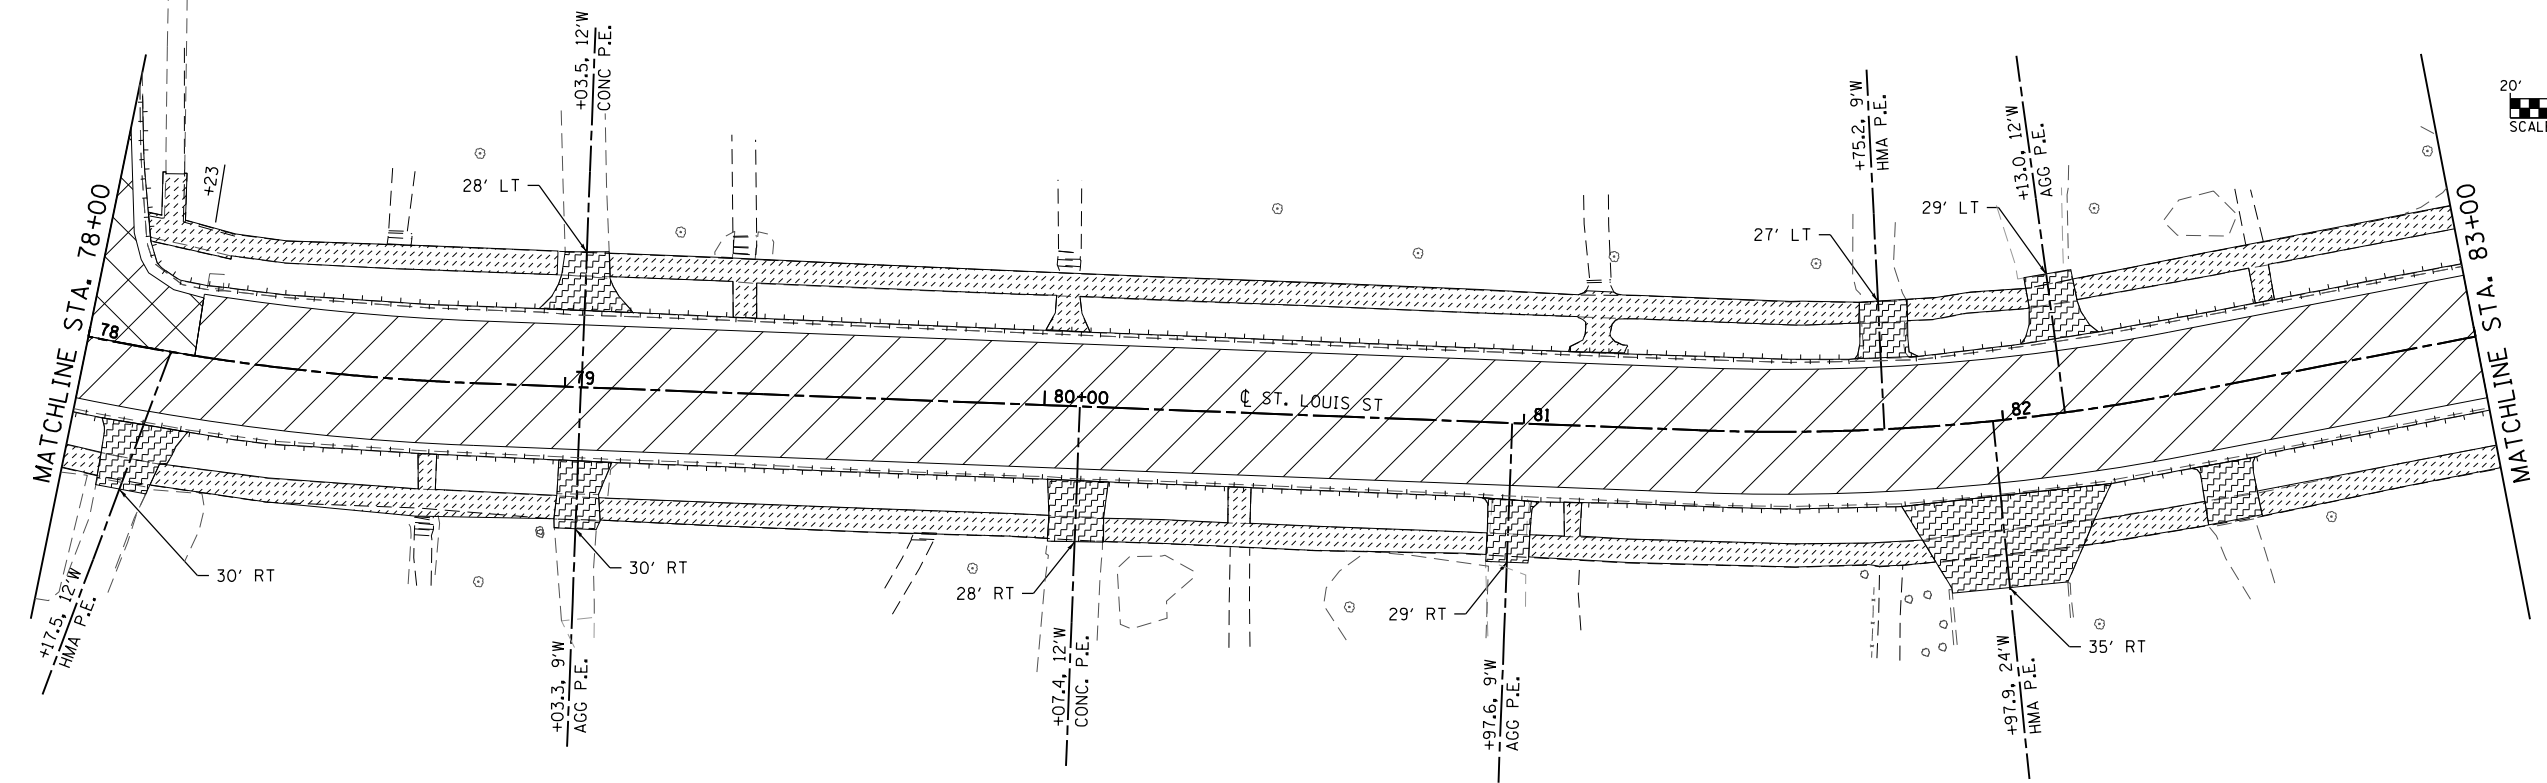 MATCHLINE STA. 78+00
+23
+03.5, 12'W
CONC P.E.
28' LT
+75.2, 9'W
HMA P.E.
27' LT
+13.0, 12'W
AGG P.E.
29' LT
20'
SCALE
MATCHLINE STA. 83+00
78
79
80+00
℄ ST. LOUIS ST
81
82
+17.5, 12'W
HMA P.E.
30' RT
+03.3, 9'W
AGG P.E.
30' RT
+07.4, 12'W
CONC. P.E.
28' RT
+97.6, 9'W
AGG P.E.
29' RT
+97.9, 24'W
HMA P.E.
35' RT